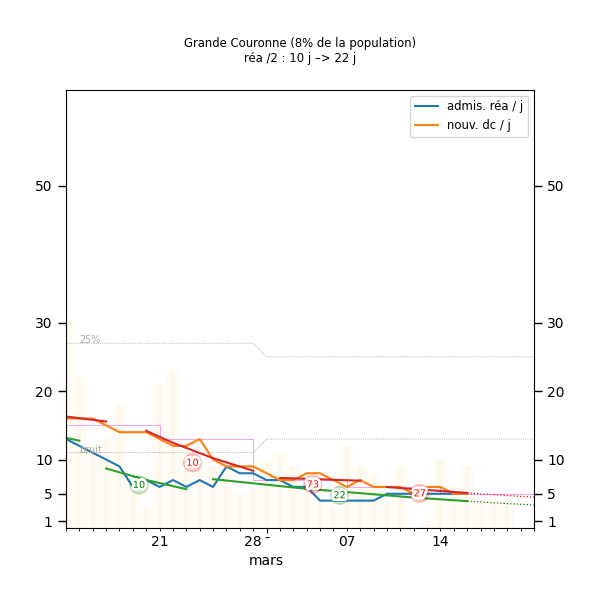 Grande Couronne (8% de la population)
réa /2 : 10 j –> 22 j
admis. réa / j
nouv. dc / j
50 50
30 30
25%
20 20
bruit
10 10
-10
-10
73
22
-27
5 5
1 1
21 28 07 14
mars